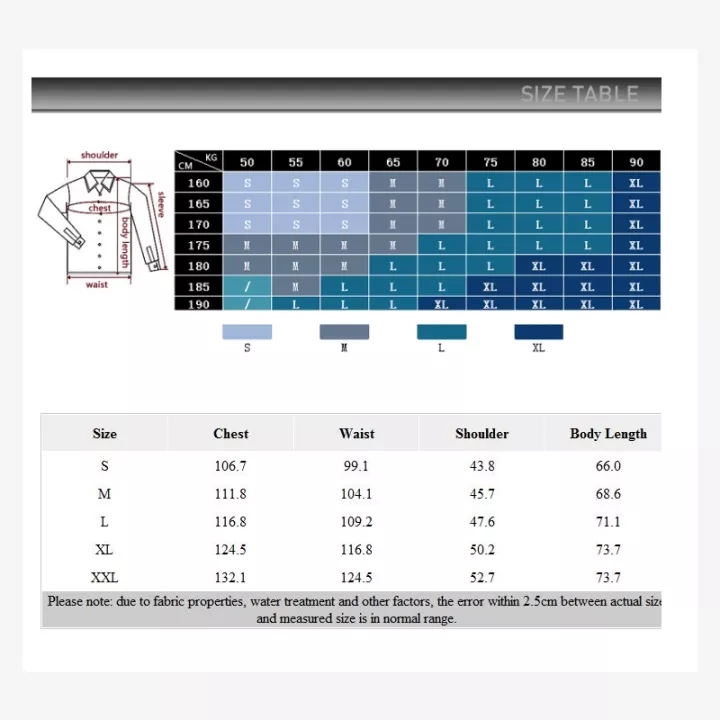 SIZE TABLE
shoulder
chest
sleeve
body length
waist
KG
CM
50 55 60 65 70 75 80 85 90
160 S S S M M L L L XL
165 S S S M M L L L XL
170 S S S M M L L L XL
175 M M M M L L L L XL
180 M M M L L L XL XL XL
185 / M L L L XL XL XL XL
190 / L L L XL XL XL XL XL
S M L XL
Size Chest Waist Shoulder Body Length
S 106.7 99.1 43.8 66.0
M 111.8 104.1 45.7 68.6
L 116.8 109.2 47.6 71.1
XL 124.5 116.8 50.2 73.7
XXL 132.1 124.5 52.7 73.7
Please note: due to fabric properties, water treatment and other factors, the error within 2.5cm between actual size
and measured size is in normal range.